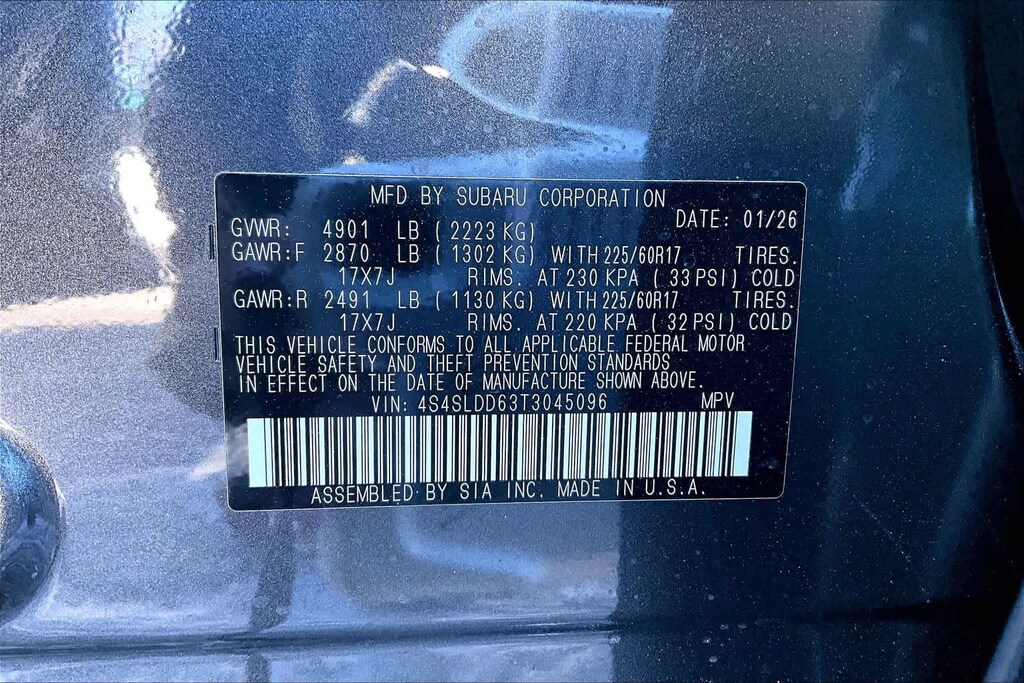 MFD BY SUBARU CORPORATION
DATE: 01/26
GVWR: 4901 LB ( 2223 KG)
GAWR:F 2870 LB ( 1302 KG) WITH 225/60R17 TIRES.
17X7J RIMS. AT 230 KPA ( 33 PSI) COLD
GAWR:R 2491 LB ( 1130 KG) WITH 225/60R17 TIRES.
17X7J RIMS. AT 220 KPA ( 32 PSI) COLD
THIS VEHICLE CONFORMS TO ALL APPLICABLE FEDERAL MOTOR
VEHICLE SAFETY AND THEFT PREVENTION STANDARDS
IN EFFECT ON THE DATE OF MANUFACTURE SHOWN ABOVE.
VIN: 4S4SLDD63T3045096 MPV
ASSEMBLED BY SIA INC. MADE IN U.S.A.